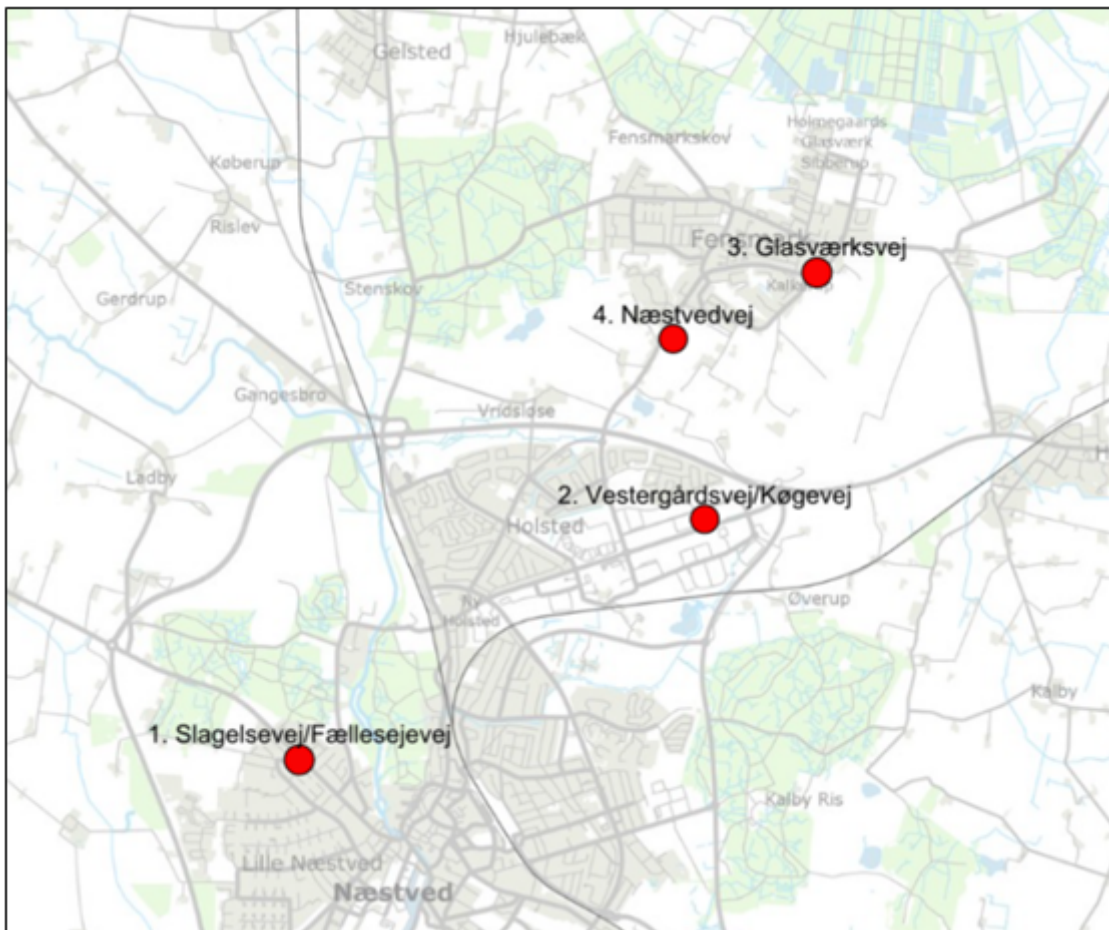 Gelsted
Hjulebæk
Fensmarkskov
Holmegaards
Glasværk
Sibberup
Køberup
Rislev
Fensmark
3. Glasværksvej
Stenskov
Gerdrup
4. Næstvedvej
Gangesbro
Vridsløse
Ladby
2. Vestergårdsvej/Køgevej
Holsted
Ny
Holsted
Øverup
Kalby
1. Slagelsevej/Fællesejevej
Kalby Ris
Lille Næstved
Næstved